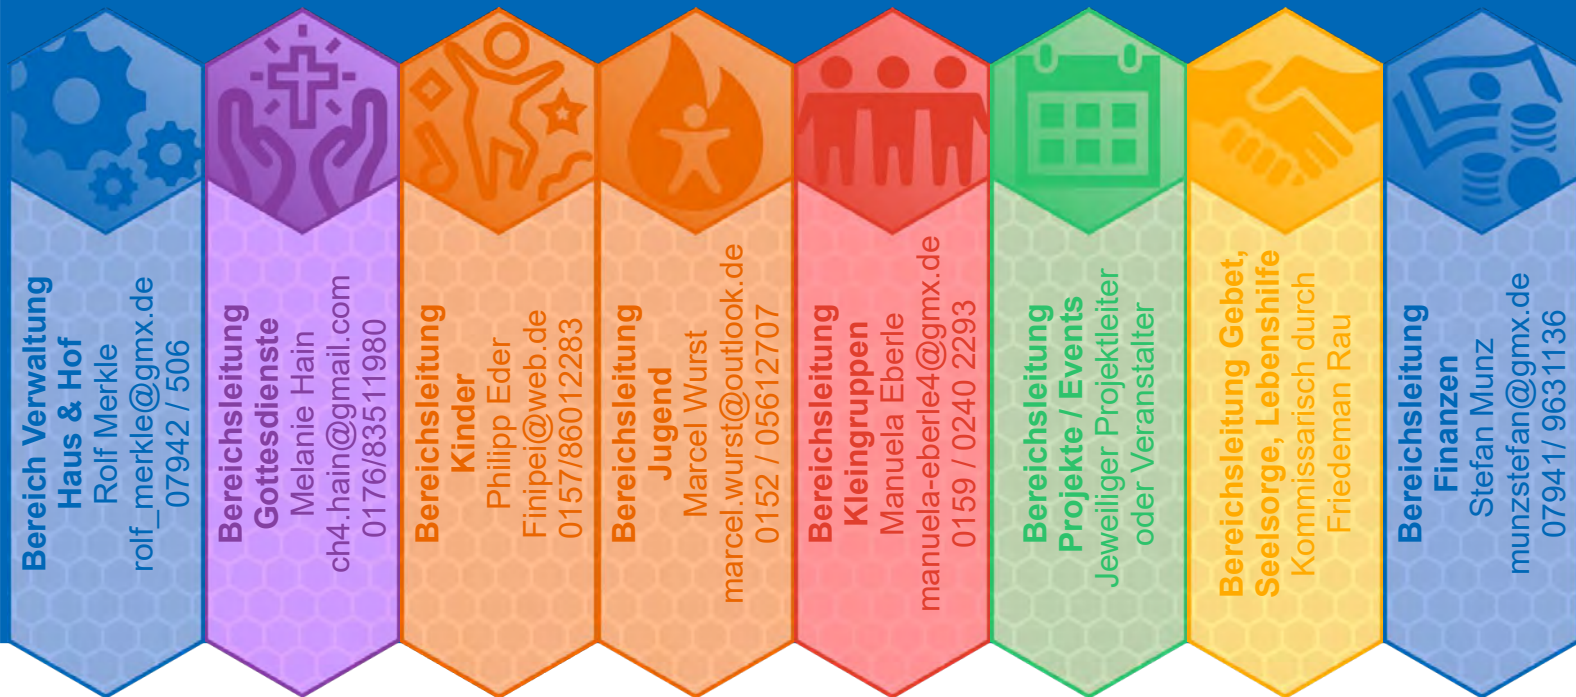 Bereich Verwaltung
Haus & Hof
Rolf Merkle
rolf_merkle@gmx.de
07942 / 506
Bereichsleitung
Gottesdienste
Melanie Hain
ch4.hain@gmail.com
0176/83511980
Bereichsleitung
Kinder
Philipp Eder
Finipei@web.de
0157/86012283
Bereichsleitung
Jugend
Marcel Wurst
marcel.wurst@outlook.de
0152 / 05612707
Bereichsleitung
Kleingruppen
Manuela Eberle
manuela-eberle4@gmx.de
0159 / 0240 2293
Bereichsleitung
Projekte / Events
Jeweiliger Projektleiter
oder Veranstalter
Bereichsleitung Gebet,
Seelsorge, Lebenshilfe
Kommissarisch durch
Friedeman Rau
Bereichsleitung
Finanzen
Stefan Munz
munzstefan@gmx.de
07941/ 9631136